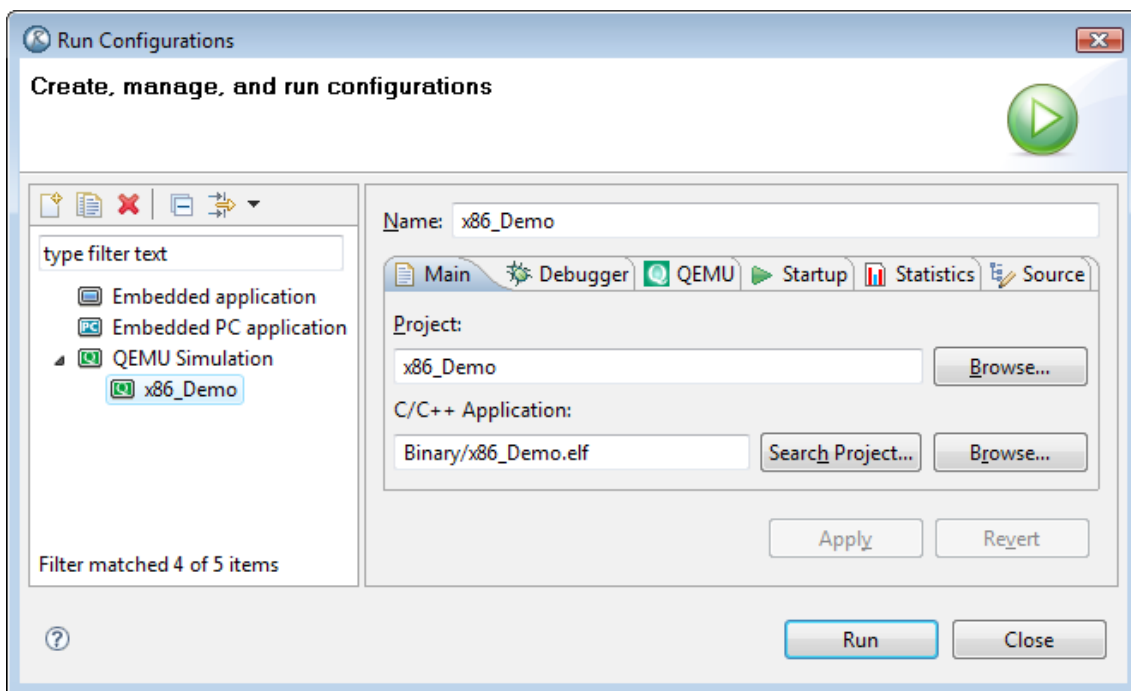 Run Configurations
Create, manage, and run configurations
type filter text
Embedded application
PC Embedded PC application
QEMU Simulation
x86_Demo
Filter matched 4 of 5 items
Name: x86_Demo
Main Debugger QEMU Startup Statistics Source
Project:
x86_Demo Browse...
C/C++ Application:
Binary/x86_Demo.elf Search Project... Browse...
Apply Revert
? Run Close